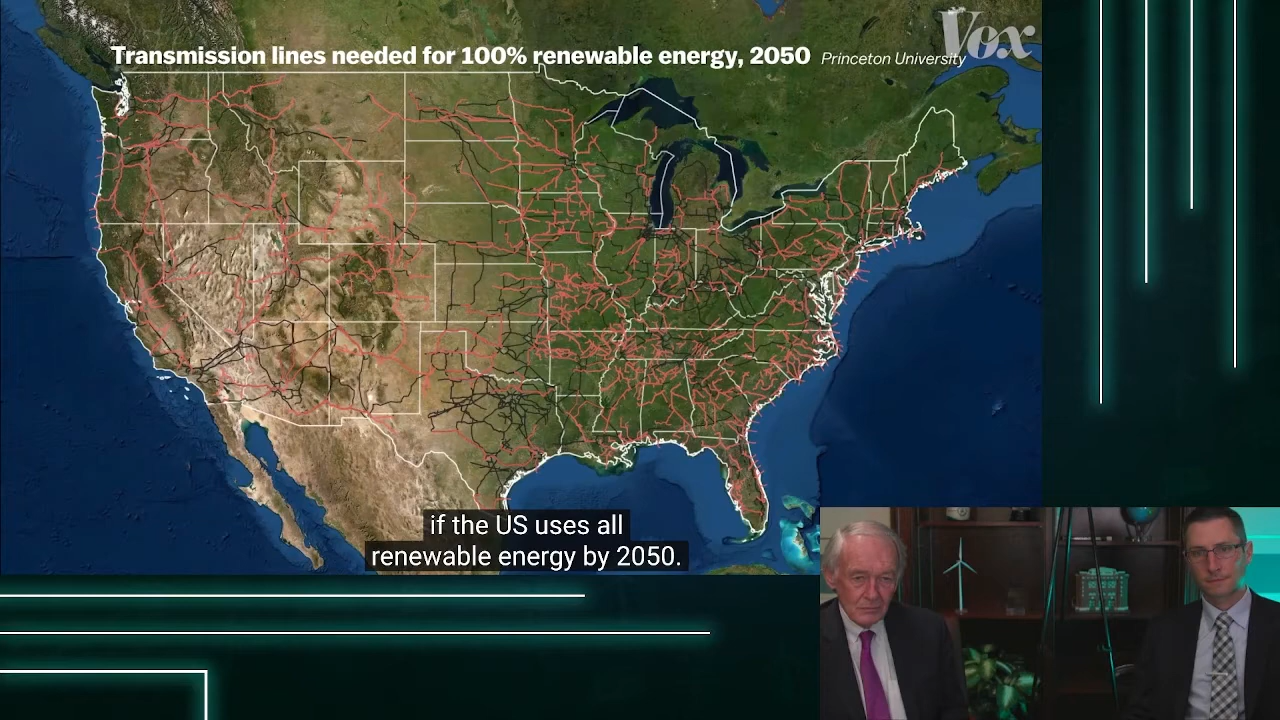 Vox
Transmission lines needed for 100% renewable energy, 2050 Princeton University
if the US uses all
renewable energy by 2050.